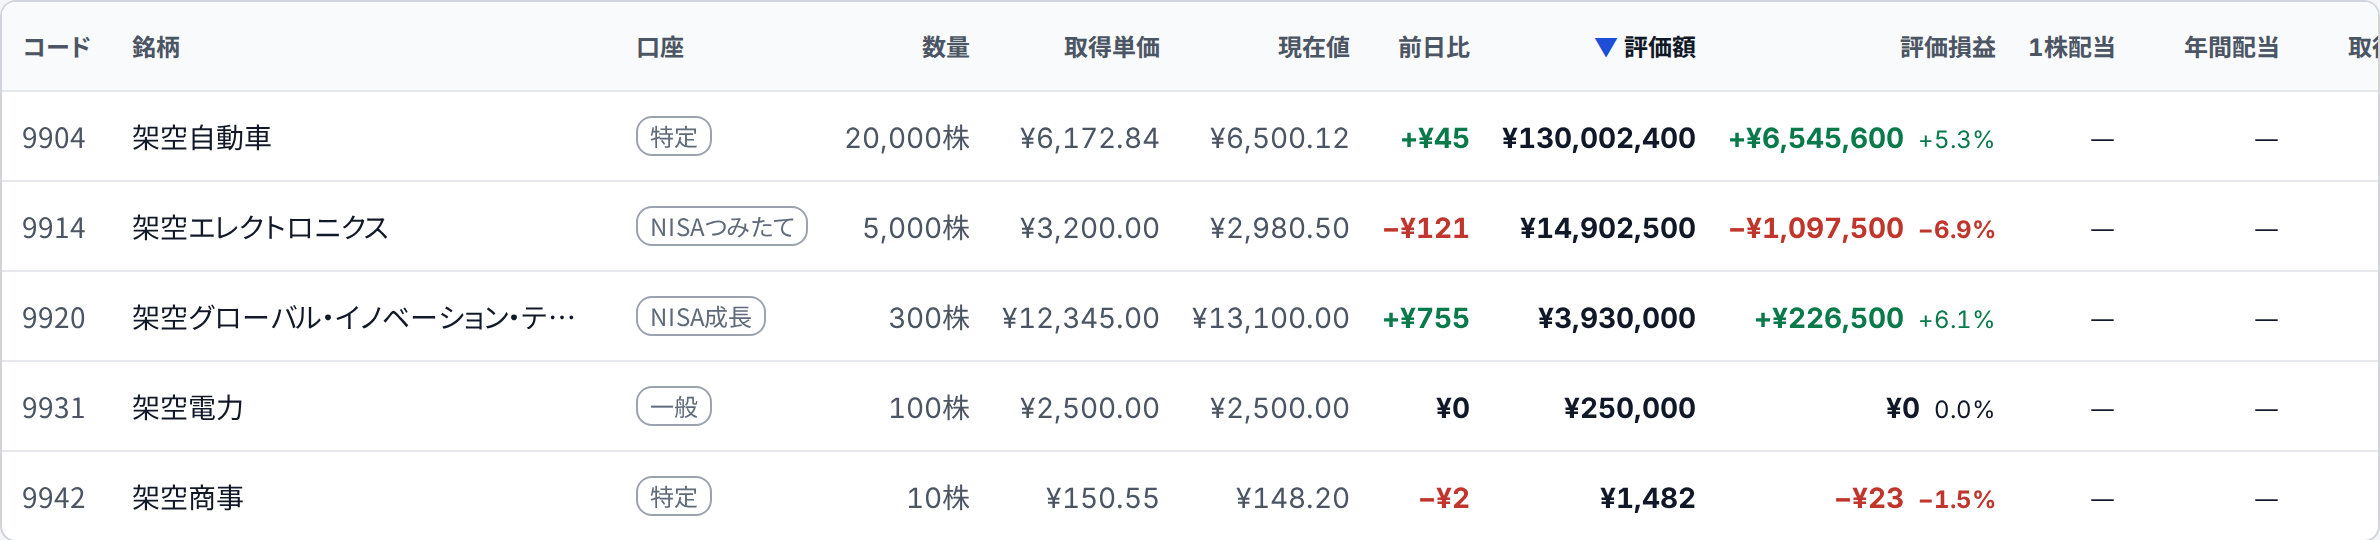 コード 銘柄 口座 数量 取得単価 現在値 前日比 ▼評価額 評価損益 1株配当 年間配当 取
9904 架空自動車 特定 20,000株 ¥6,172.84 ¥6,500.12 +¥45 ¥130,002,400 +¥6,545,600 +5.3% — —
9914 架空エレクトロニクス NISAつみたて 5,000株 ¥3,200.00 ¥2,980.50 −¥121 ¥14,902,500 −¥1,097,500 −6.9% — —
9920 架空グローバル・イノベーション・テ… NISA成長 300株 ¥12,345.00 ¥13,100.00 +¥755 ¥3,930,000 +¥226,500 +6.1% — —
9931 架空電力 一般 100株 ¥2,500.00 ¥2,500.00 ¥0 ¥250,000 ¥0 0.0% — —
9942 架空商事 特定 10株 ¥150.55 ¥148.20 −¥2 ¥1,482 −¥23 −1.5% — —